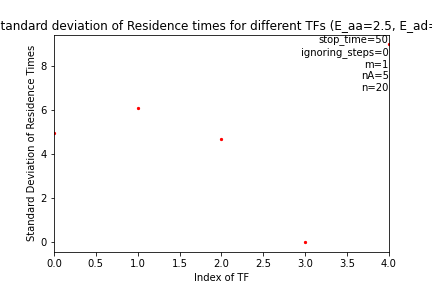 tandard deviation of Residence times for different TFs (E_aa=2.5, E_ad=
stop_time=50
ignoring_steps=0
m=1
nA=5
n=20
Standard Deviation of Residence Times
8
6
4
2
0
0.0 0.5 1.0 1.5 2.0 2.5 3.0 3.5 4.0
Index of TF